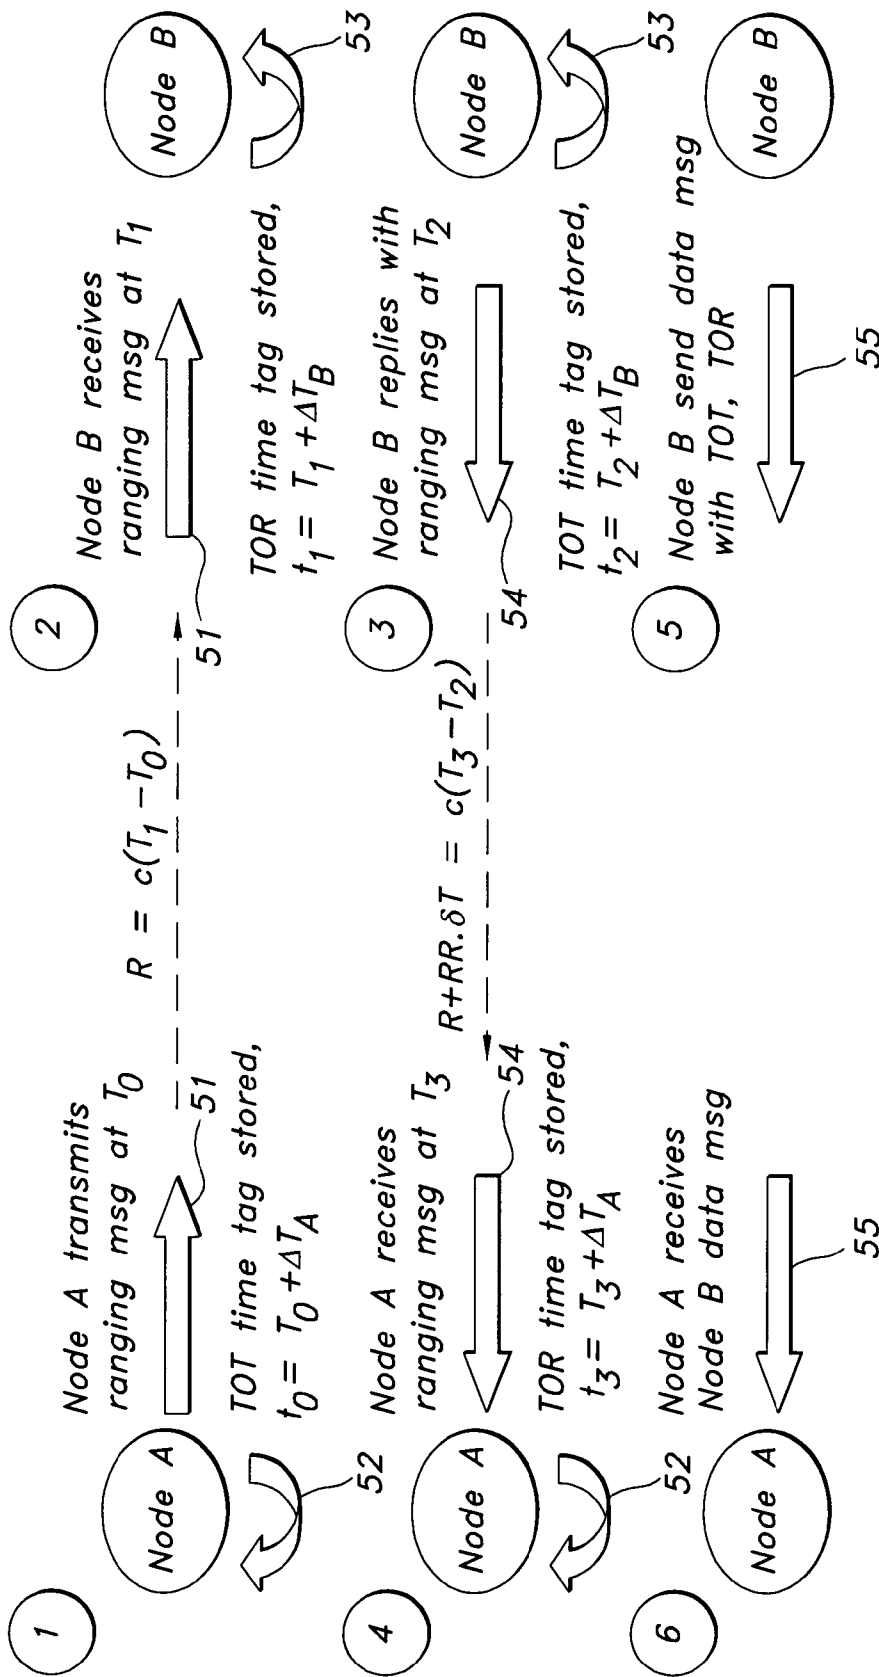 1
Node A
Node A transmits
ranging msg at T0
51
TOT time tag stored,
t0 = T0 + ΔTA
52
R = c(T1 − T0)
2
Node B receives
ranging msg at T1
51
TOR time tag stored,
t1 = T1 + ΔTB
Node B
53
4
Node A
Node A receives
ranging msg at T3
54
TOR time tag stored,
t3 = T3 + ΔTA
52
R+RR.δT = c(T3 − T2)
3
Node B replies with
ranging msg at T2
54
TOT time tag stored,
t2 = T2 + ΔTB
Node B
53
6
Node A
Node A receives
Node B data msg
55
5
Node B send data msg
with TOT, TOR
55
Node B